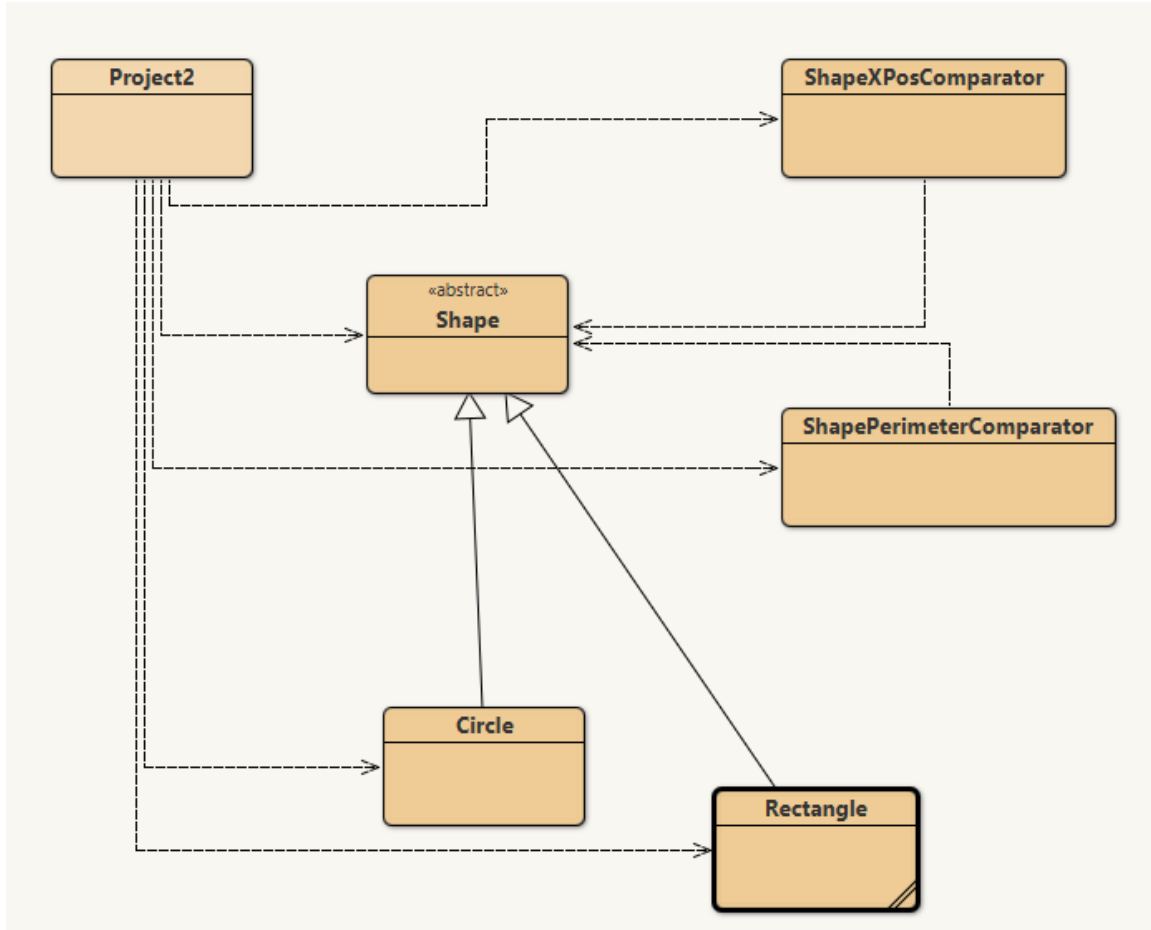 Project2
ShapeXPosComparator
«abstract»
Shape
ShapePerimeterComparator
Circle
Rectangle